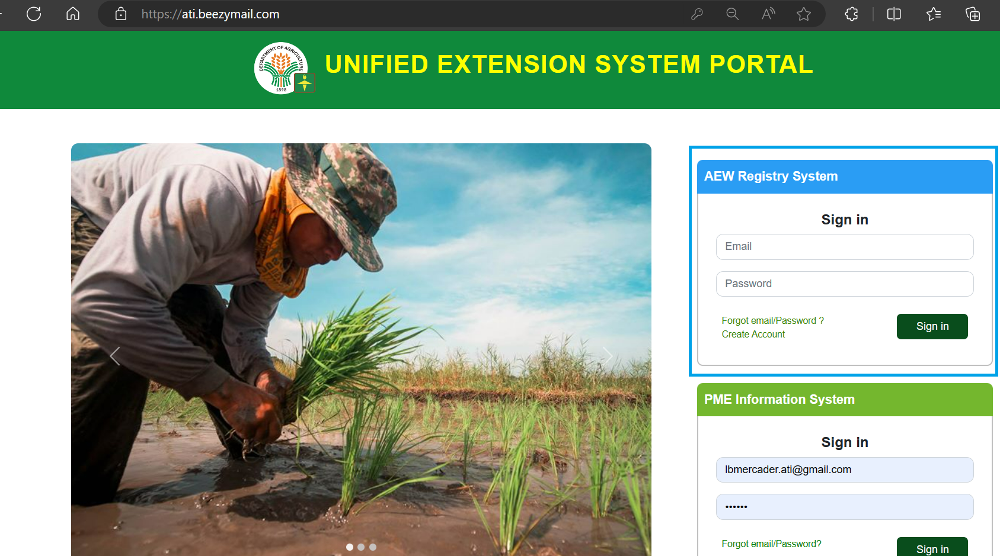 https://ati.beezymail.com
DEPARTMENT OF AGRICULTURE
1898
UNIFIED EXTENSION SYSTEM PORTAL
AEW Registry System
Sign in
Email
Password
Forgot email/Password ?
Create Account
Sign in
PME Information System
Sign in
lbmercader.ati@gmail.com
••••••
Forgot email/Password?
Sign in